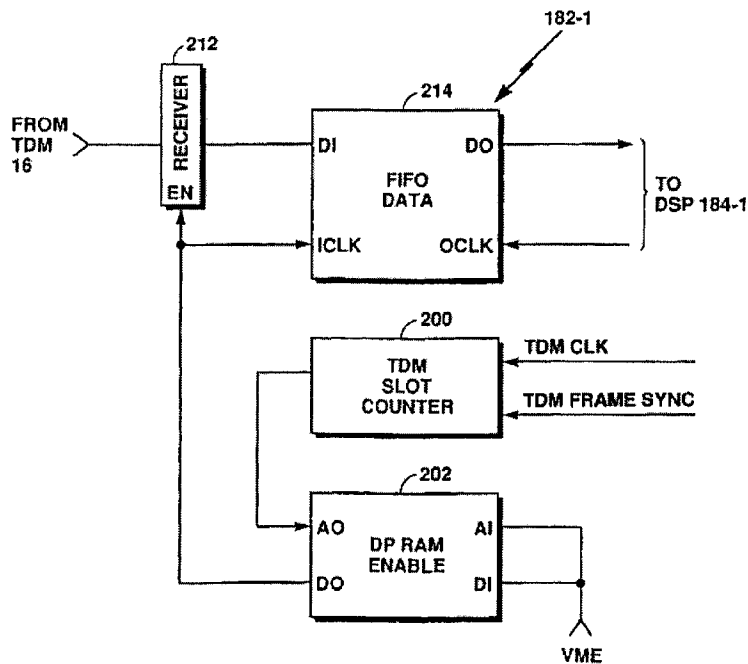 182-1
212
214
FROM
TDM
16
RECEIVER
EN
DI
DO
FIFO
DATA
ICLK
OCLK
TO
DSP 184-1
200
TDM
SLOT
COUNTER
TDM CLK
TDM FRAME SYNC
202
AO
AI
DP RAM
ENABLE
DO
DI
VME